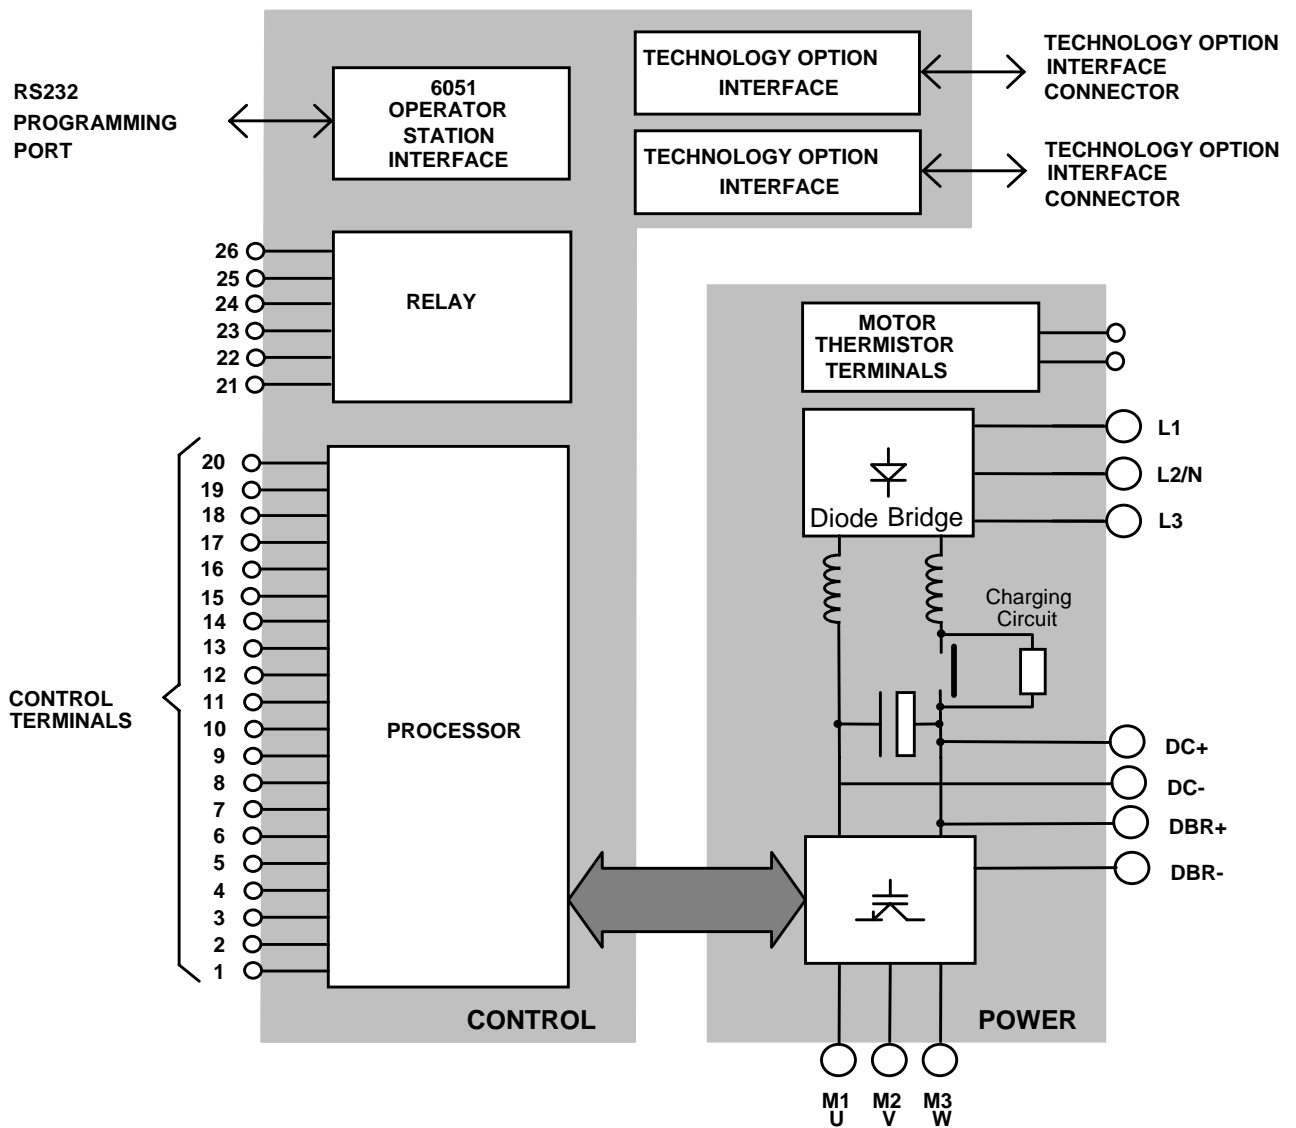 RS232
PROGRAMMING
PORT
6051
OPERATOR
STATION
INTERFACE
TECHNOLOGY OPTION
INTERFACE
TECHNOLOGY OPTION
INTERFACE
CONNECTOR
TECHNOLOGY OPTION
INTERFACE
TECHNOLOGY OPTION
INTERFACE
CONNECTOR
26
25
24
23
22
21
RELAY
MOTOR
THERMISTOR
TERMINALS
L1
L2/N
L3
Diode Bridge
Charging
Circuit
CONTROL
TERMINALS
20
19
18
17
16
15
14
13
12
11
10
9
8
7
6
5
4
3
2
1
PROCESSOR
DC+
DC-
DBR+
DBR-
CONTROL
POWER
M1
U
M2
V
M3
W